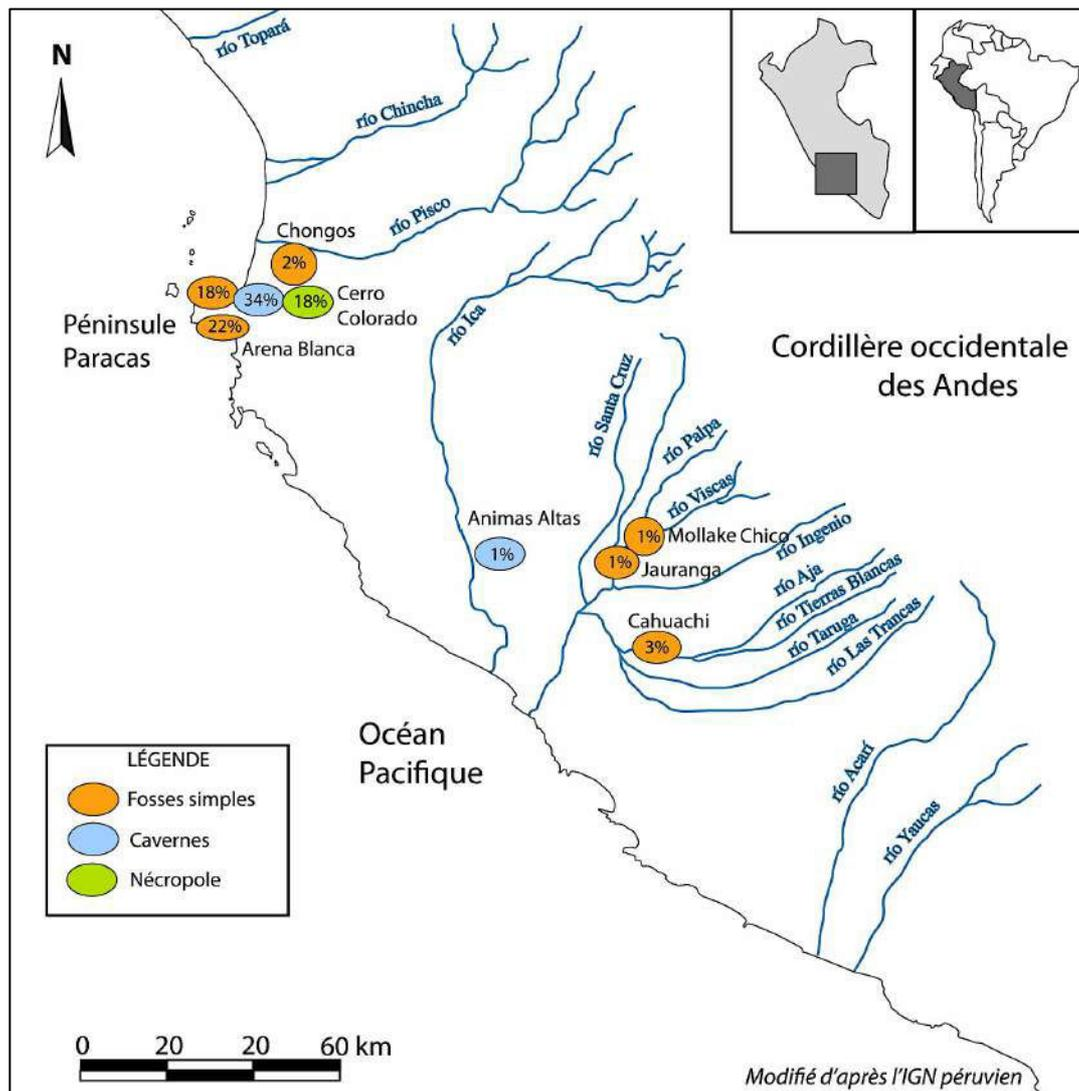 N
río Topará
río Chincha
río Pisco
Chongos
2%
18%
34%
18%
Cerro
Colorado
22%
Arena Blanca
Péninsule
Paracas
río Ica
Cordillère occidentale
des Andes
río Santa Cruz
río Palpa
río Viscas
Animas Altas
1%
1%
Mollake Chico
1%
Jauranga
río Ingenio
río Aja
río Tierras Blancas
río Taruga
río Las Trancas
Cahuachi
3%
Océan
Pacifique
río Acarí
río Yaucas
LÉGENDE
Fosses simples
Cavernes
Nécropole
0 20 20 60 km
Modifié d'après l'IGN péruvien